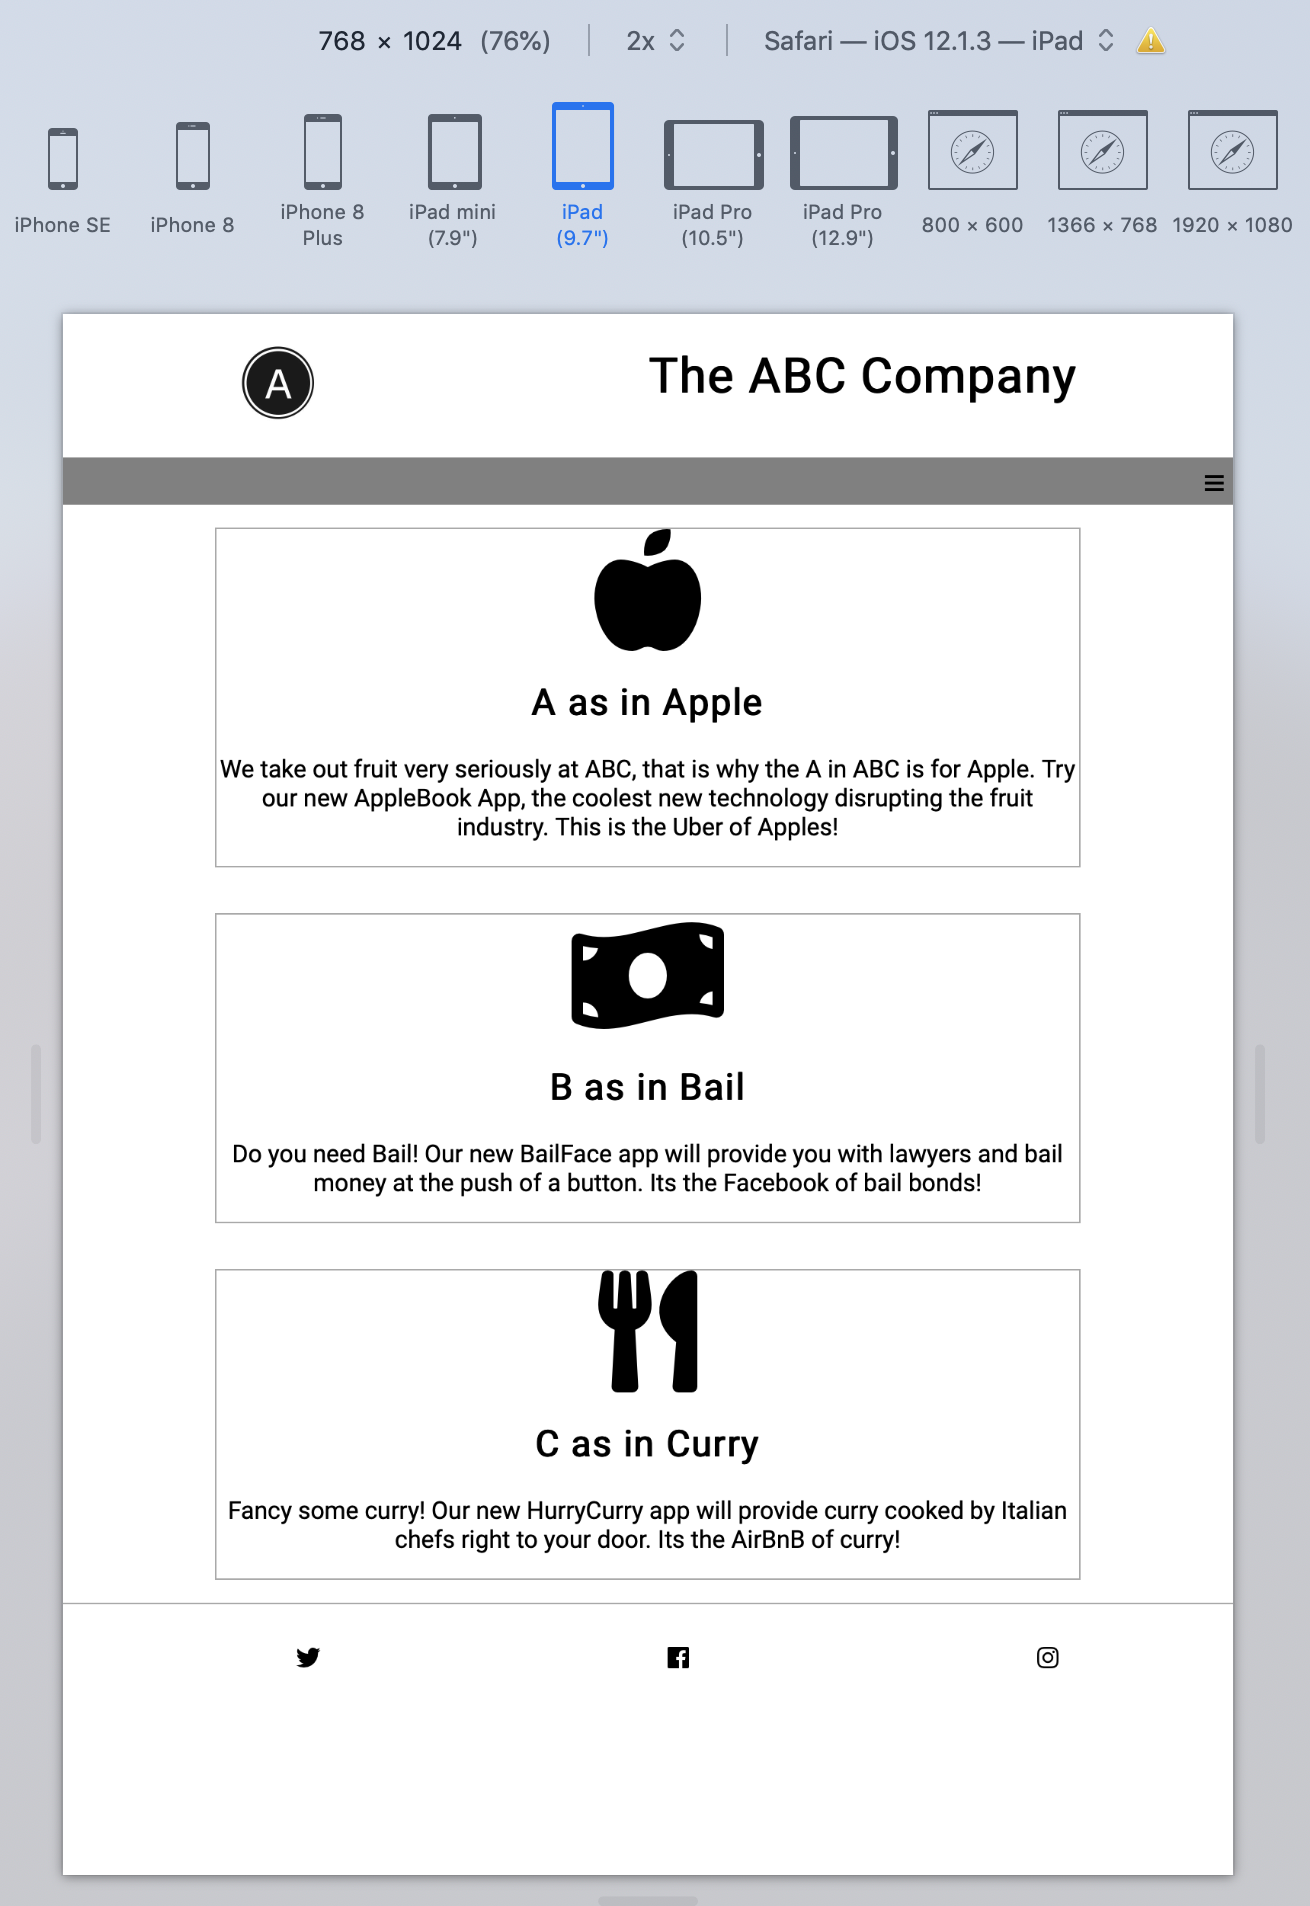 768 × 1024 (76%) 2x Safari — iOS 12.1.3 — iPad
iPhone SE
iPhone 8
iPhone 8
Plus
iPad mini
(7.9")
iPad
(9.7")
iPad Pro
(10.5")
iPad Pro
(12.9")
800 × 600
1366 × 768
1920 × 1080
A
The ABC Company
A as in Apple
We take out fruit very seriously at ABC, that is why the A in ABC is for Apple. Try
our new AppleBook App, the coolest new technology disrupting the fruit
industry. This is the Uber of Apples!
B as in Bail
Do you need Bail! Our new BailFace app will provide you with lawyers and bail
money at the push of a button. Its the Facebook of bail bonds!
C as in Curry
Fancy some curry! Our new HurryCurry app will provide curry cooked by Italian
chefs right to your door. Its the AirBnB of curry!